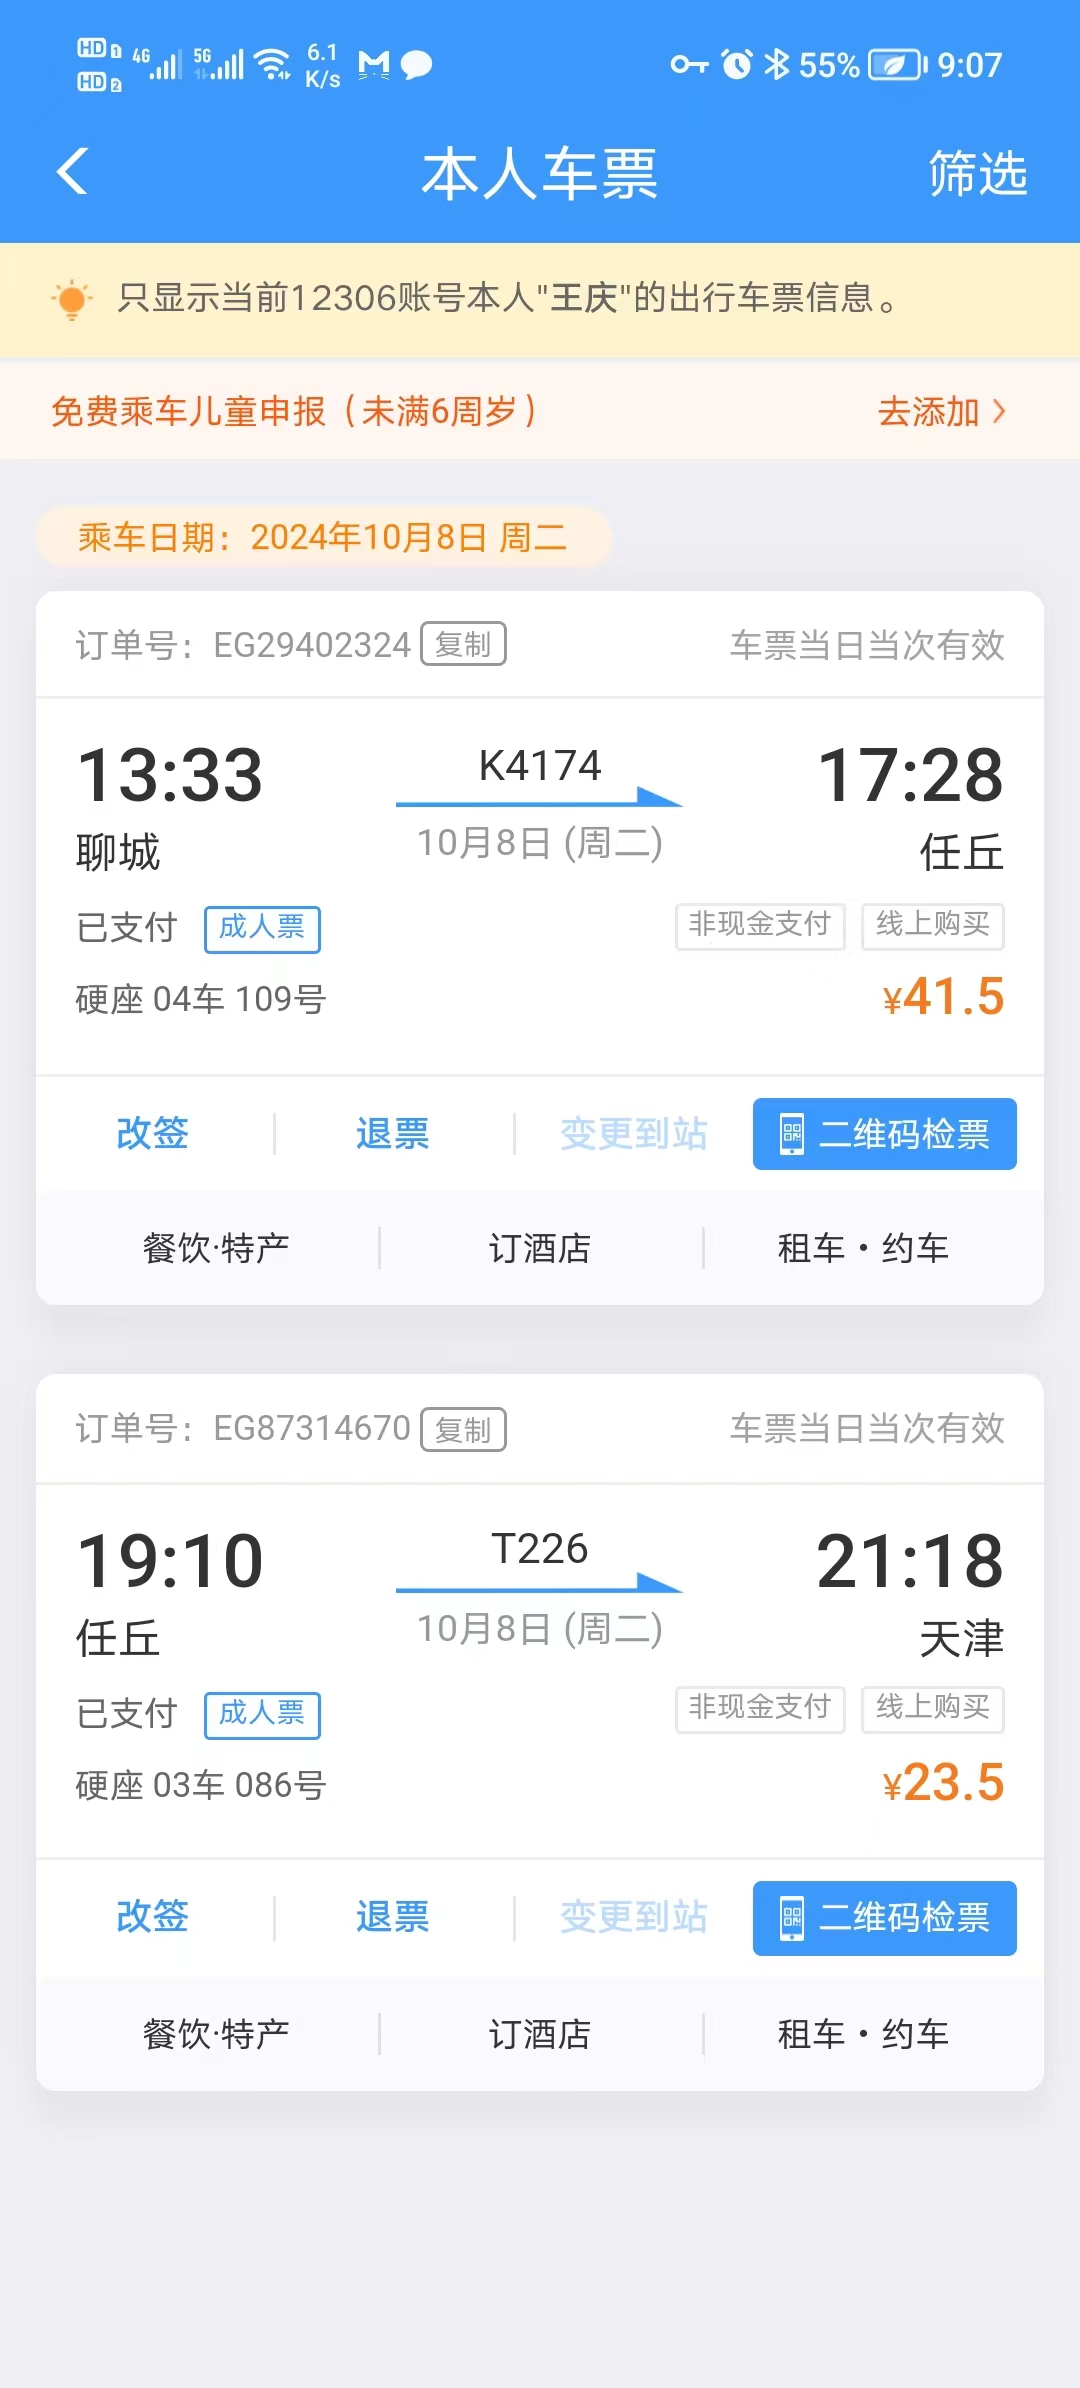 HD 1 4G 5G 6.1 K/s 55% 9:07
HD 2
本人车票 筛选
只显示当前12306账号本人"王庆"的出行车票信息。
免费乘车儿童申报（未满6周岁） 去添加
乘车日期：2024年10月8日 周二
订单号：EG29402324 复制 车票当日当次有效
13:33 K4174 17:28
聊城 10月8日 (周二) 任丘
已支付 成人票 非现金支付 线上购买
硬座 04车 109号 ¥41.5
改签 退票 变更到站 二维码检票
餐饮·特产 订酒店 租车·约车
订单号：EG87314670 复制 车票当日当次有效
19:10 T226 21:18
任丘 10月8日 (周二) 天津
已支付 成人票 非现金支付 线上购买
硬座 03车 086号 ¥23.5
改签 退票 变更到站 二维码检票
餐饮·特产 订酒店 租车·约车